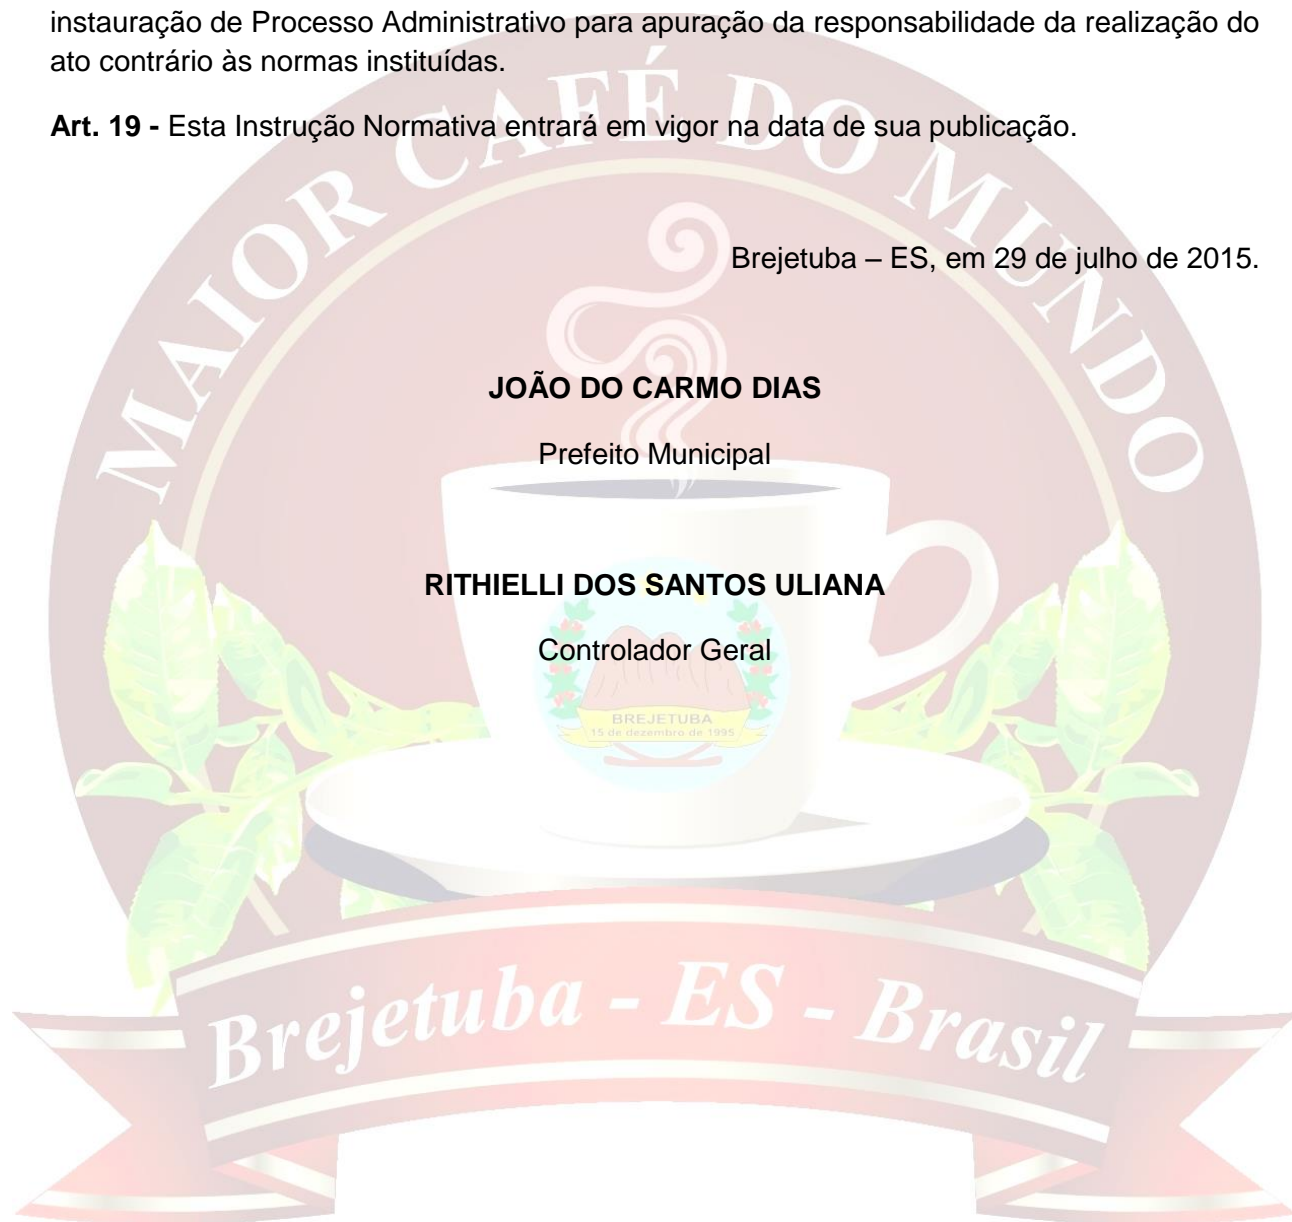 instauração de Processo Administrativo para apuração da responsabilidade da realização do
ato contrário às normas instituídas.
Art. 19 - Esta Instrução Normativa entrará em vigor na data de sua publicação.
MAIOR CAFÉ DO MUNDO
Brejetuba – ES, em 29 de julho de 2015.
JOÃO DO CARMO DIAS
Prefeito Municipal
RITHIELLI DOS SANTOS ULIANA
Controlador Geral
BREJETUBA
15 de dezembro de 1995
Brejetuba - ES - Brasil